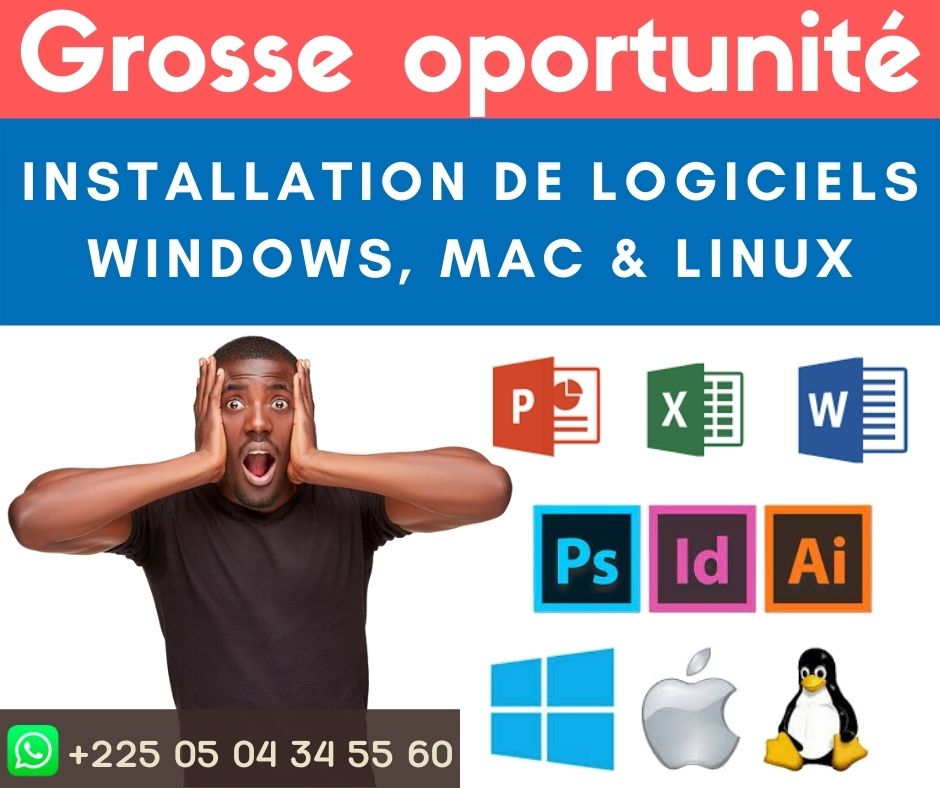 Grosse oportunité
INSTALLATION DE LOGICIELS
WINDOWS, MAC & LINUX
P
X
W
Ps
Id
Ai
+225 05 04 34 55 60